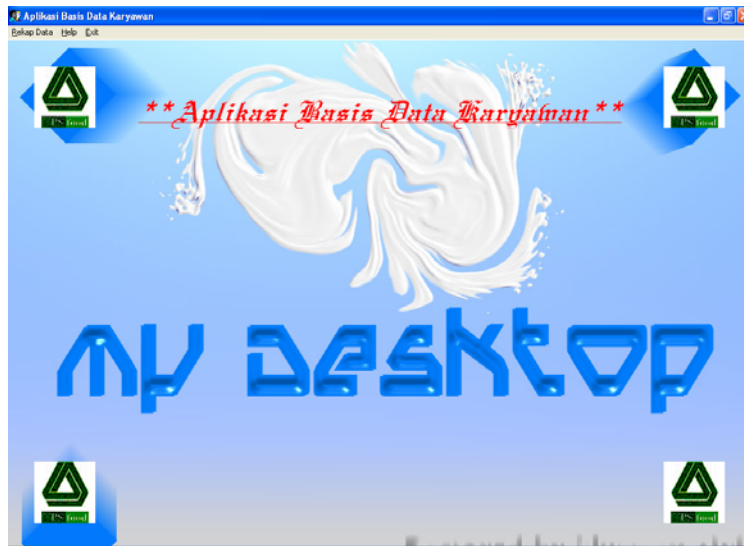 Aplikasi Basis Data Karyawan
Rekap Data Help Exit
**Aplikasi Basis Data Karyawan**
my Desktop